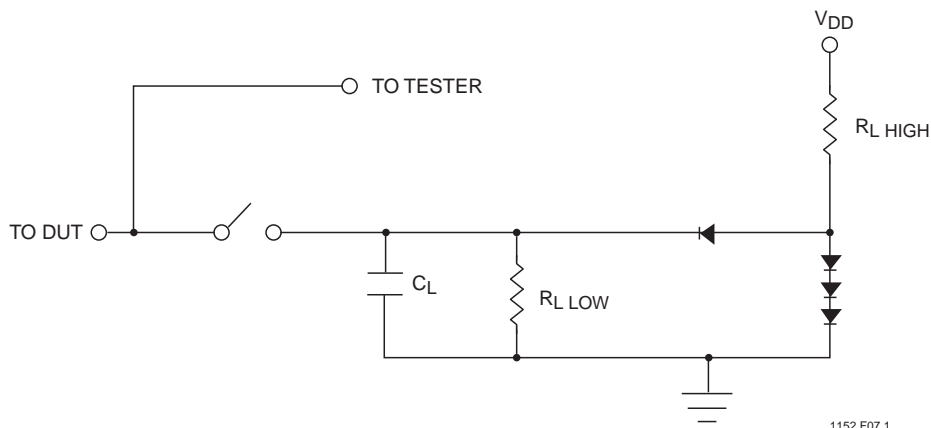 VDD
TO TESTER
RL HIGH
TO DUT
CL
RL LOW
1152 F07.1